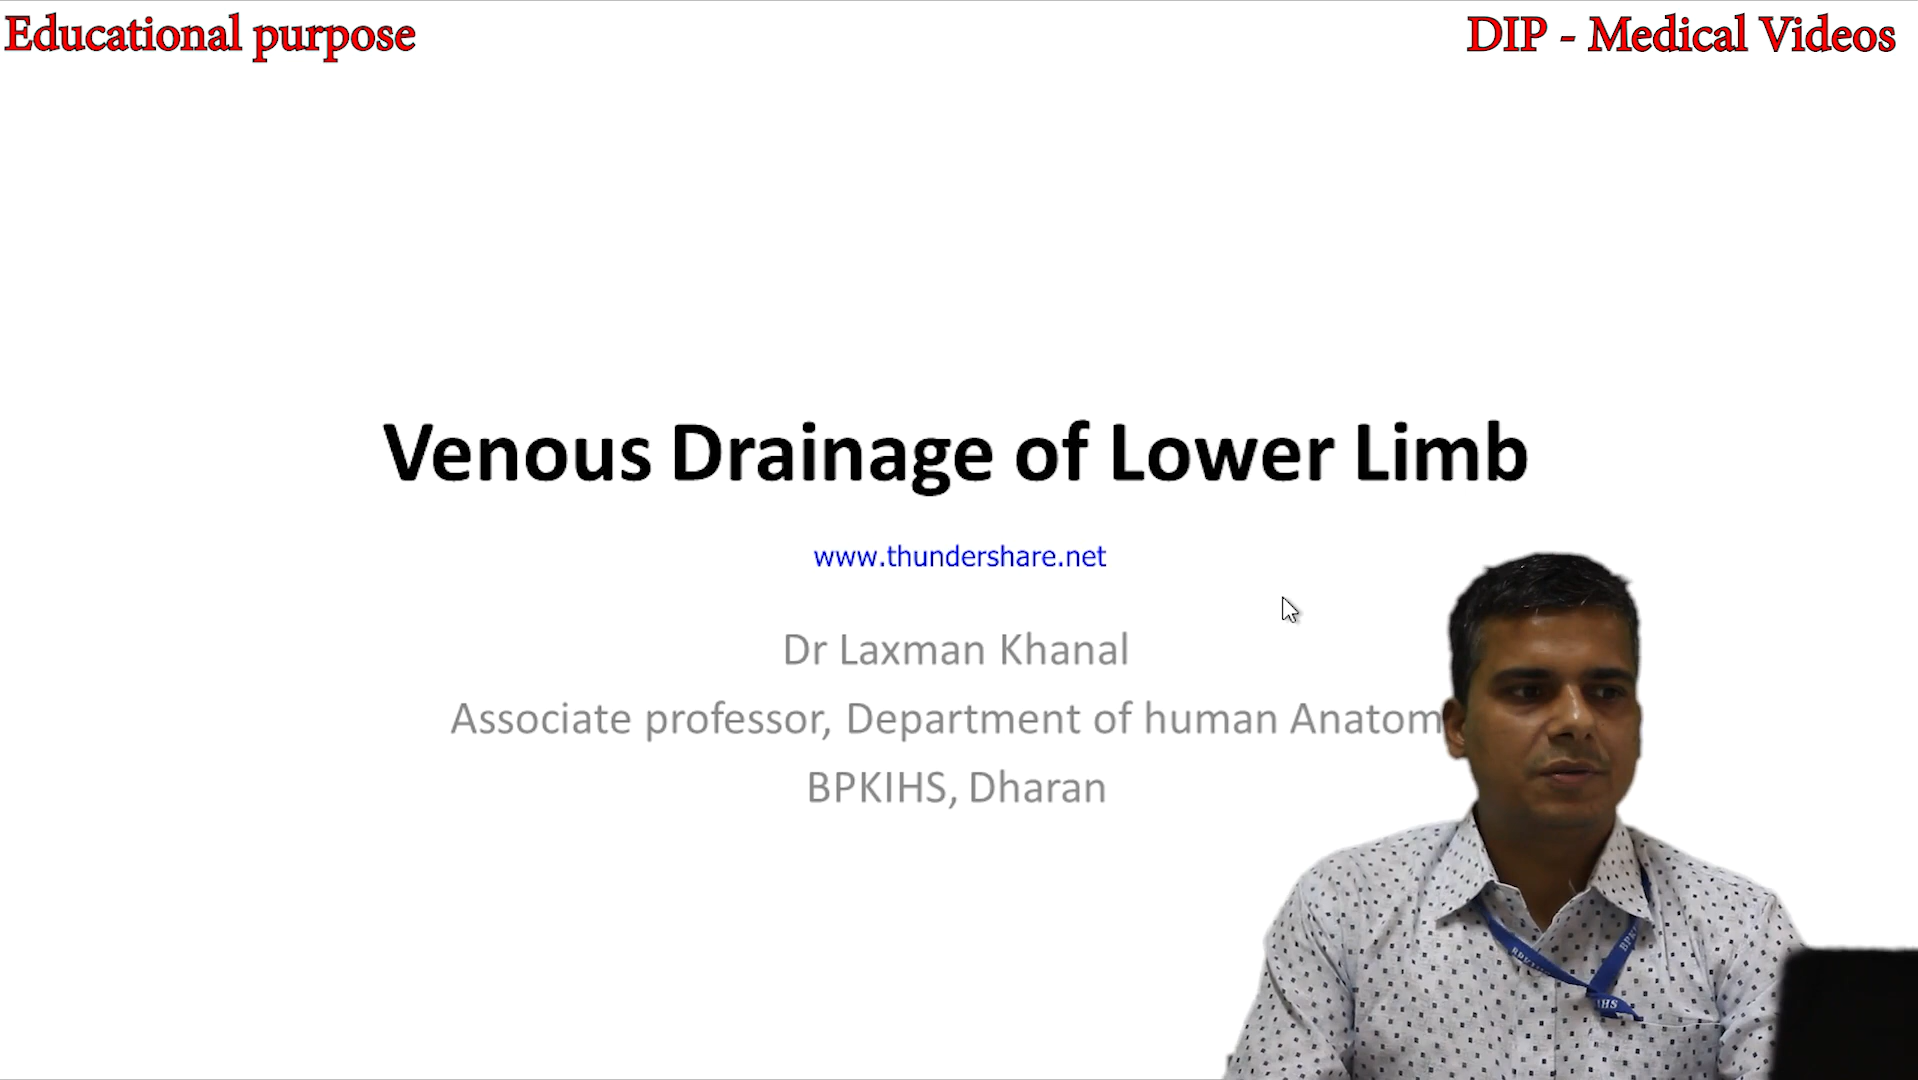 Educational purpose
DIP - Medical Videos
Venous Drainage of Lower Limb
www.thundershare.net
Dr Laxman Khanal
Associate professor, Department of human Anatom
BPKIHS, Dharan